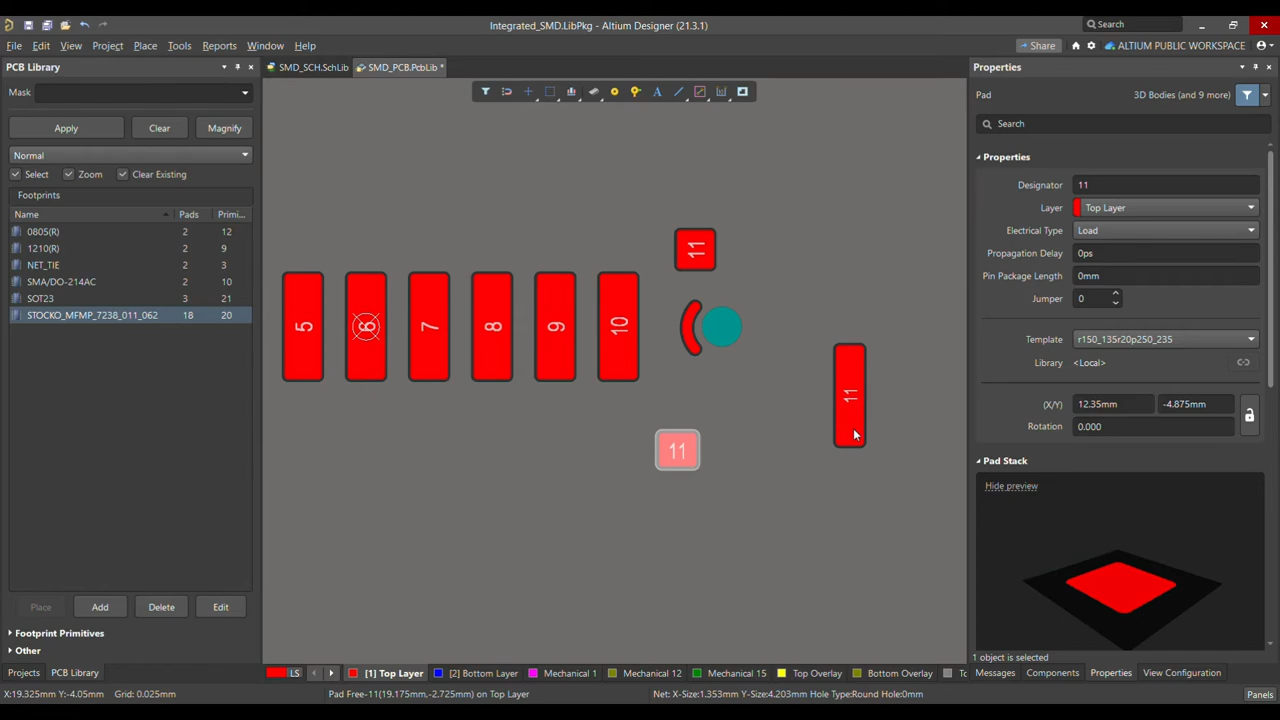 Integrated_SMD.LibPkg - Altium Designer (21.3.1)
Search
File Edit View Project Place Tools Reports Window Help
Share
ALTIUM PUBLIC WORKSPACE
PCB Library
SMD_SCH.SchLib
SMD_PCB.PcbLib *
Properties
Mask
Pad
3D Bodies (and 9 more)
Apply Clear Magnify
Search
Normal
Select Zoom Clear Existing
Properties
Footprints
Designator 11
Name Pads Primi...
Layer Top Layer
0805(R) 2 12
Electrical Type Load
1210(R) 2 9
Propagation Delay 0ps
NET_TIE 2 3
Pin Package Length 0mm
SMA/DO-214AC 2 10
Jumper 0
SOT23 3 21
STOCKO_MFMP_7238_011_062 18 20
11
5 6 7 8 9 10
11
11
Template r150_135r20p250_235
Library <Local>
(X/Y) 12.35mm -4.875mm
Rotation 0.000
Pad Stack
Hide preview
Place Add Delete Edit
Footprint Primitives
Other
1 object is selected
Projects PCB Library
LS [1] Top Layer [2] Bottom Layer Mechanical 1 Mechanical 12 Mechanical 15 Top Overlay Bottom Overlay To
Messages Components Properties View Configuration
X:19.325mm Y:-4.05mm Grid: 0.025mm
Pad Free-11(19.175mm,-2.725mm) on Top Layer
Net: X-Size:1.353mm Y-Size:4.203mm Hole Type:Round Hole:0mm
Panels